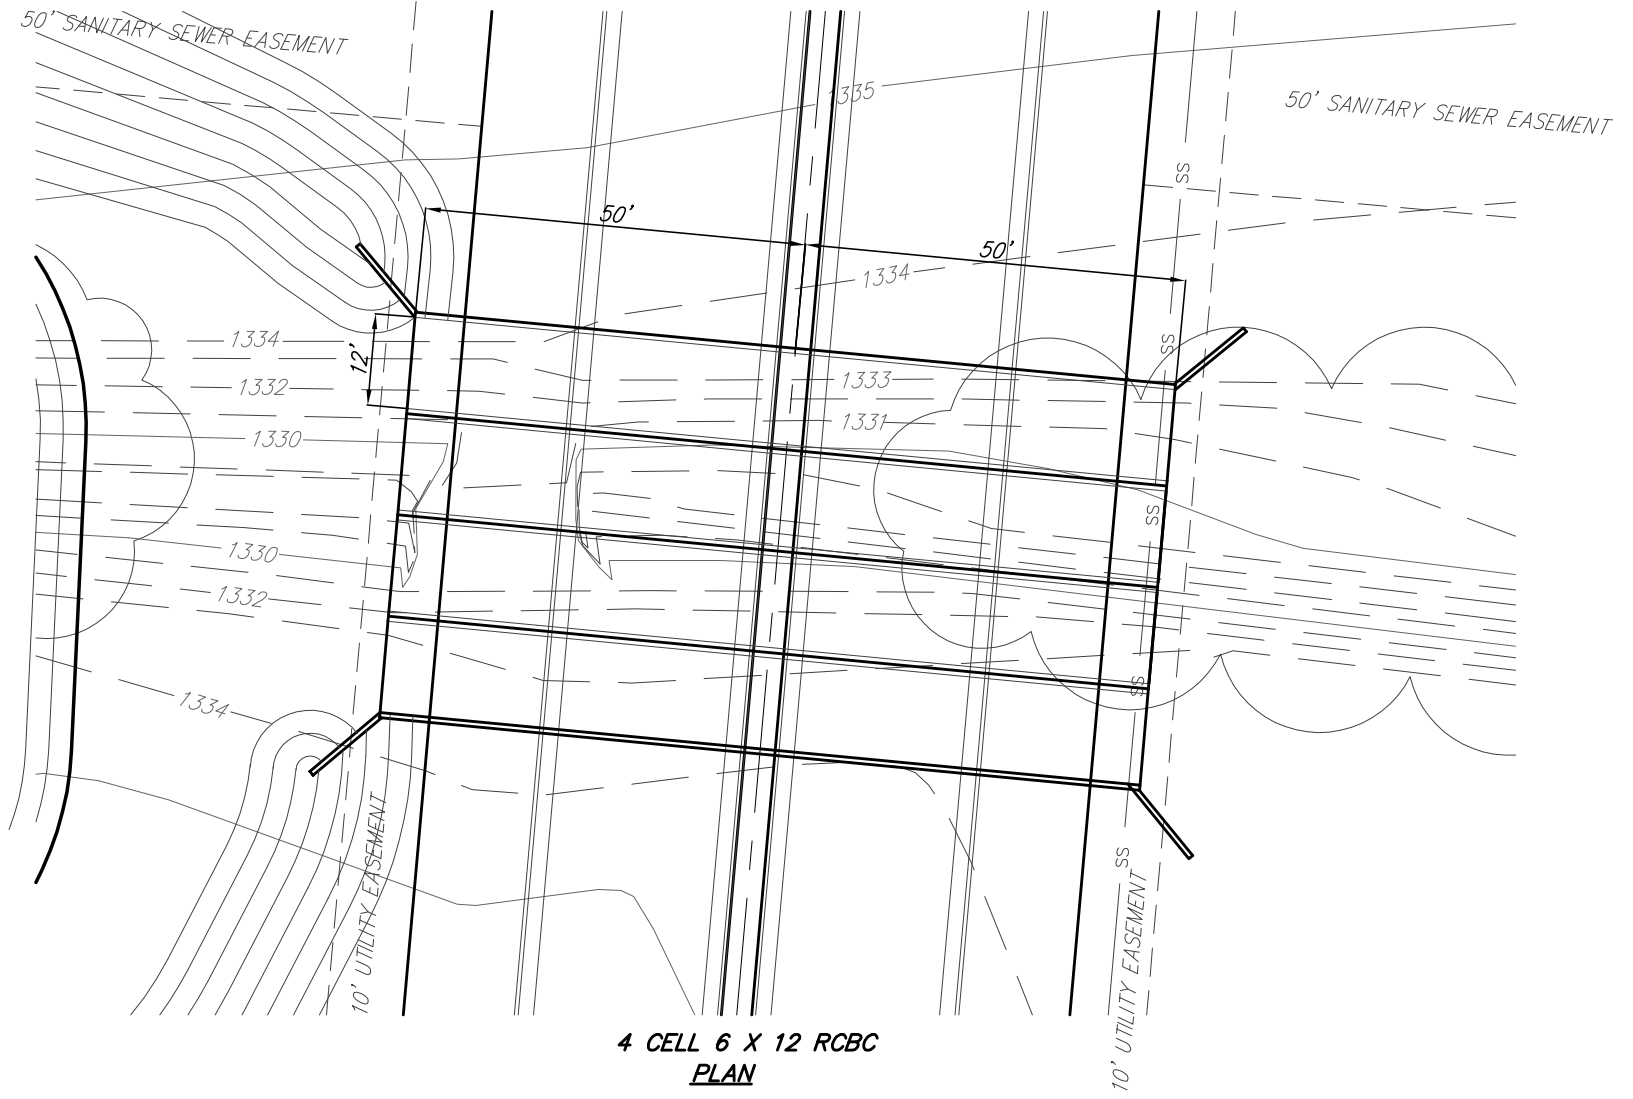 50' SANITARY SEWER EASEMENT
1335
50' SANITARY SEWER EASEMENT
SS
50'
50'
1334
1334
12'
SS
1332
1333
1331
1330
SS
1330
1332
SS
1334
10' UTILITY EASEMENT
SS
10' UTILITY EASEMENT
4 CELL 6 X 12 RCBC
PLAN